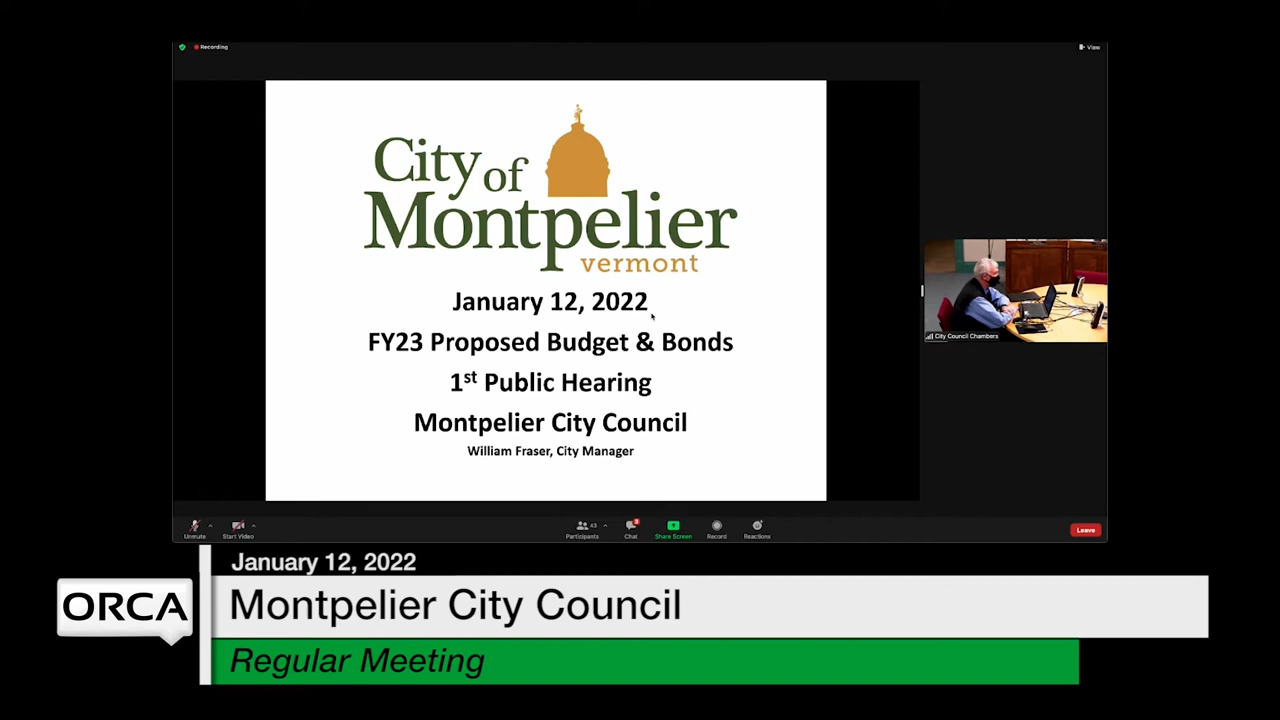 Recording
View
City of
Montpelier
vermont
January 12, 2022
FY23 Proposed Budget & Bonds
1st Public Hearing
Montpelier City Council
William Fraser, City Manager
City Council Chambers
Unmute
Start Video
43
Participants
Chat
Share Screen
Record
Reactions
Leave
January 12, 2022
ORCA
Montpelier City Council
Regular Meeting